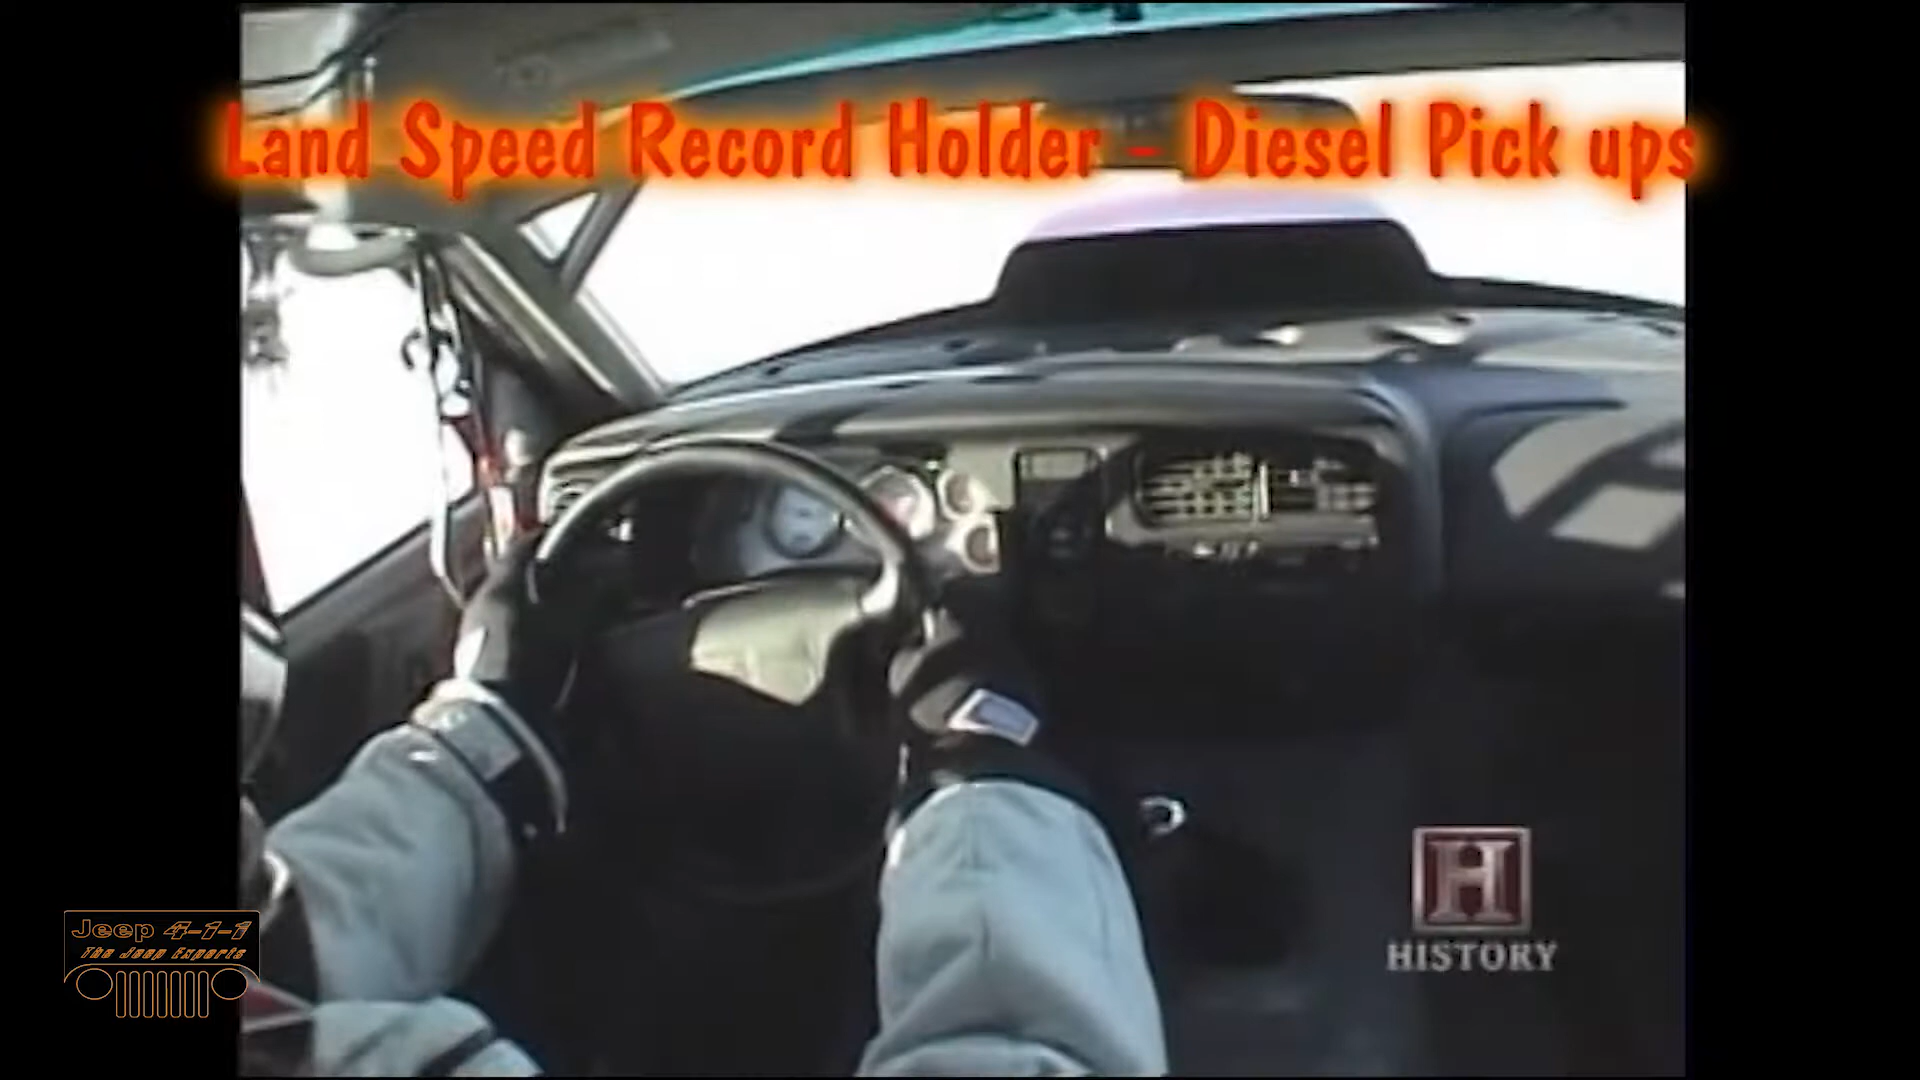 Land Speed Record Holder - Diesel Pick ups
Jeep 4-1-1
The Jeep Experts
H
HISTORY